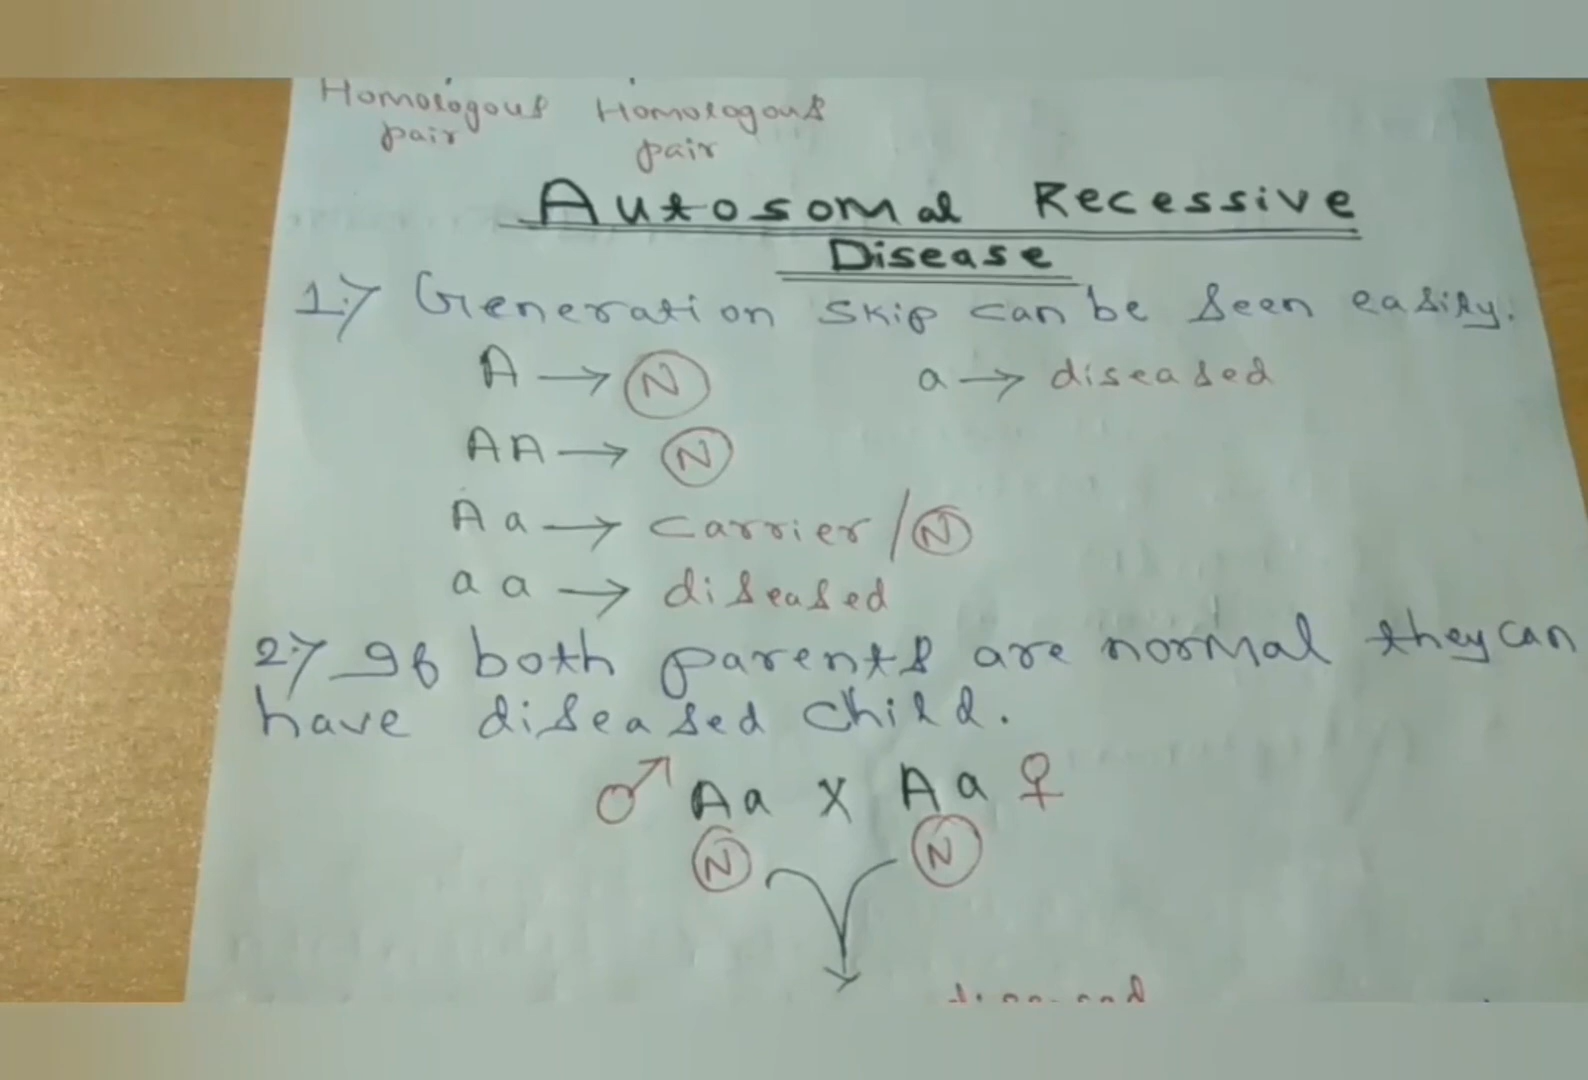 Homologous Homologous
pair pair
Autosomal Recessive
Disease
1.> Generation skip can be seen easily.
A → N a → diseased
AA → N
Aa → carrier / N
aa → diseased
2.> If both parents are normal they can
have diseased child.
♂ Aa x Aa ♀
N N